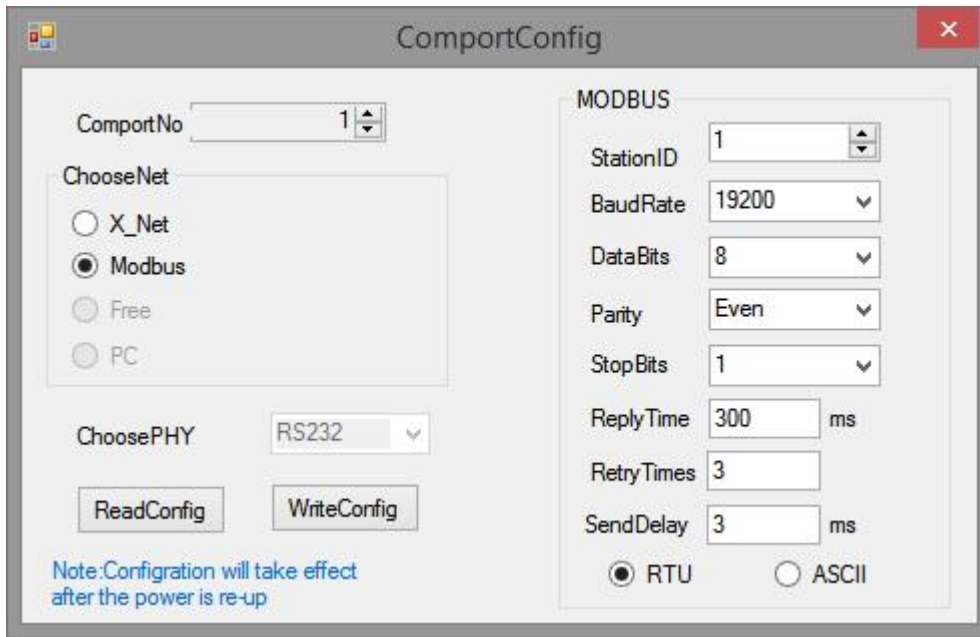 ComportConfig
ComportNo 1
ChooseNet
X_Net
Modbus
Free
PC
ChoosePHY RS232
ReadConfig WriteConfig
Note:Configration will take effect
after the power is re-up
MODBUS
StationID 1
BaudRate 19200
DataBits 8
Parity Even
StopBits 1
ReplyTime 300 ms
RetryTimes 3
SendDelay 3 ms
RTU ASCII